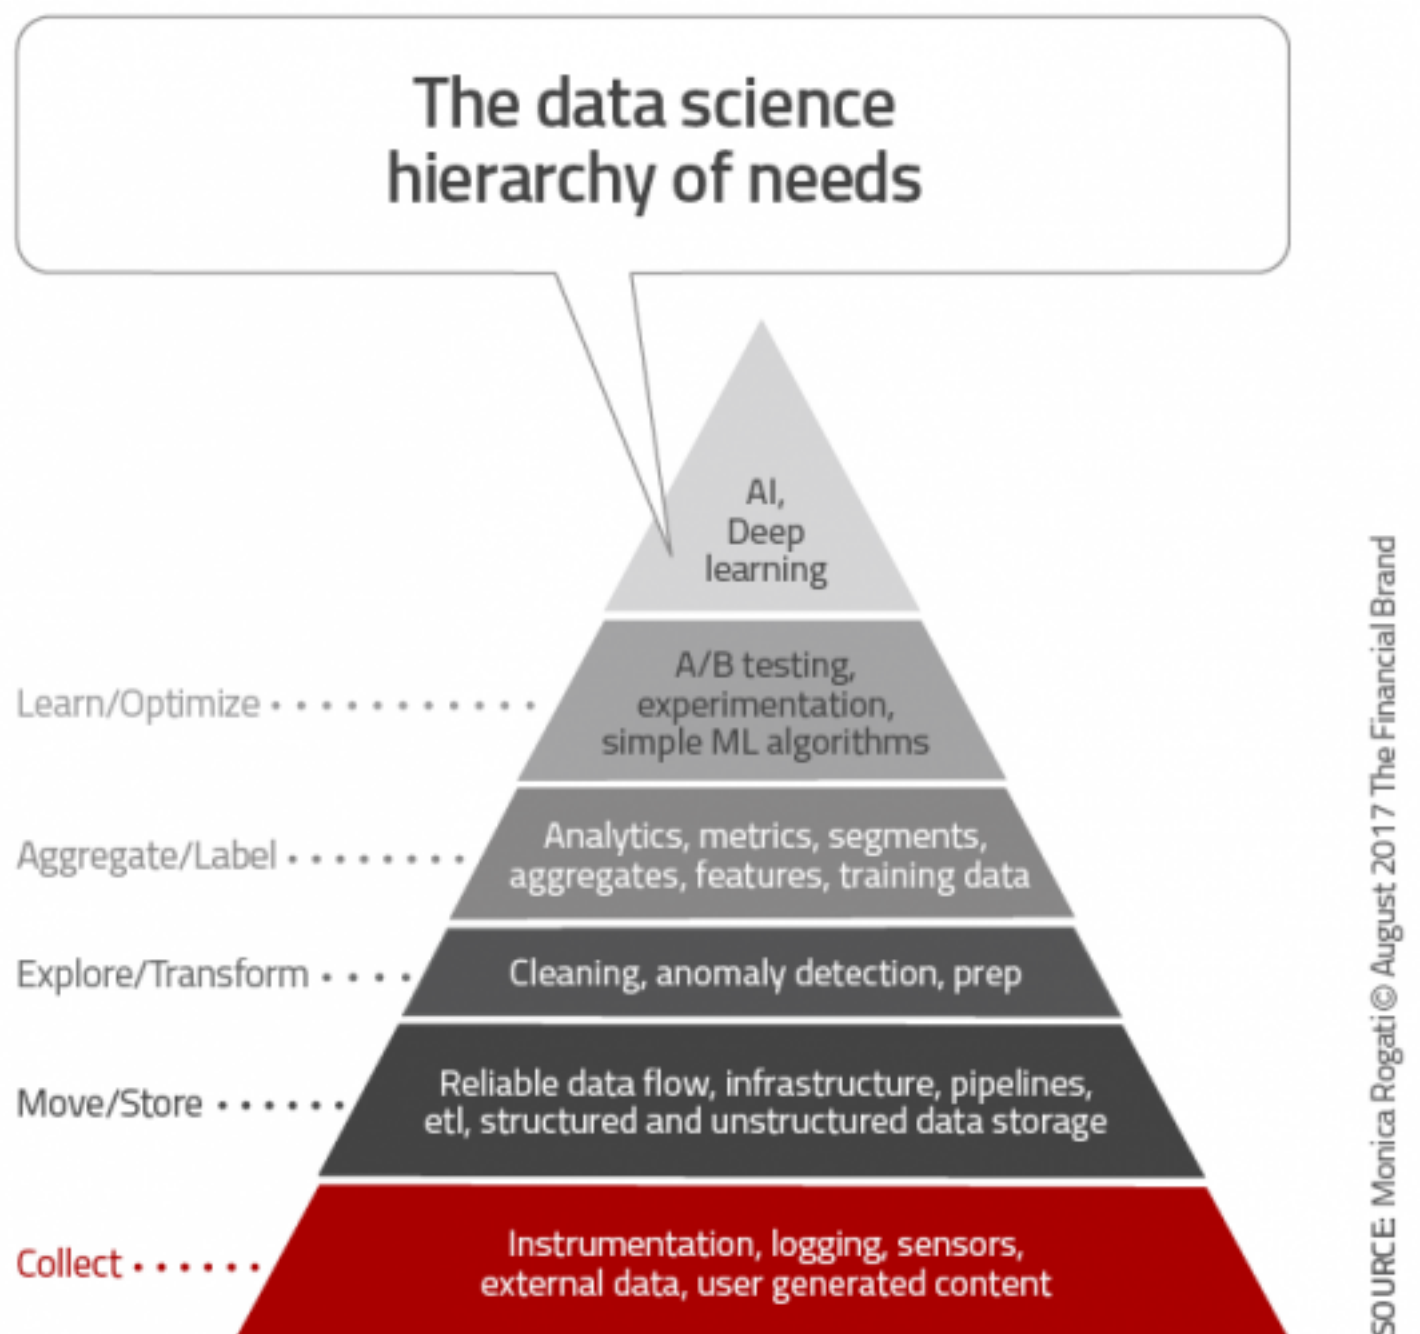 The data science
hierarchy of needs
AI,
Deep
learning
Learn/Optimize
A/B testing,
experimentation,
simple ML algorithms
Aggregate/Label
Analytics, metrics, segments,
aggregates, features, training data
Explore/Transform
Cleaning, anomaly detection, prep
Move/Store
Reliable data flow, infrastructure, pipelines,
etl, structured and unstructured data storage
Collect
Instrumentation, logging, sensors,
external data, user generated content
SOURCE: Monica Rogati © August 2017 The Financial Brand